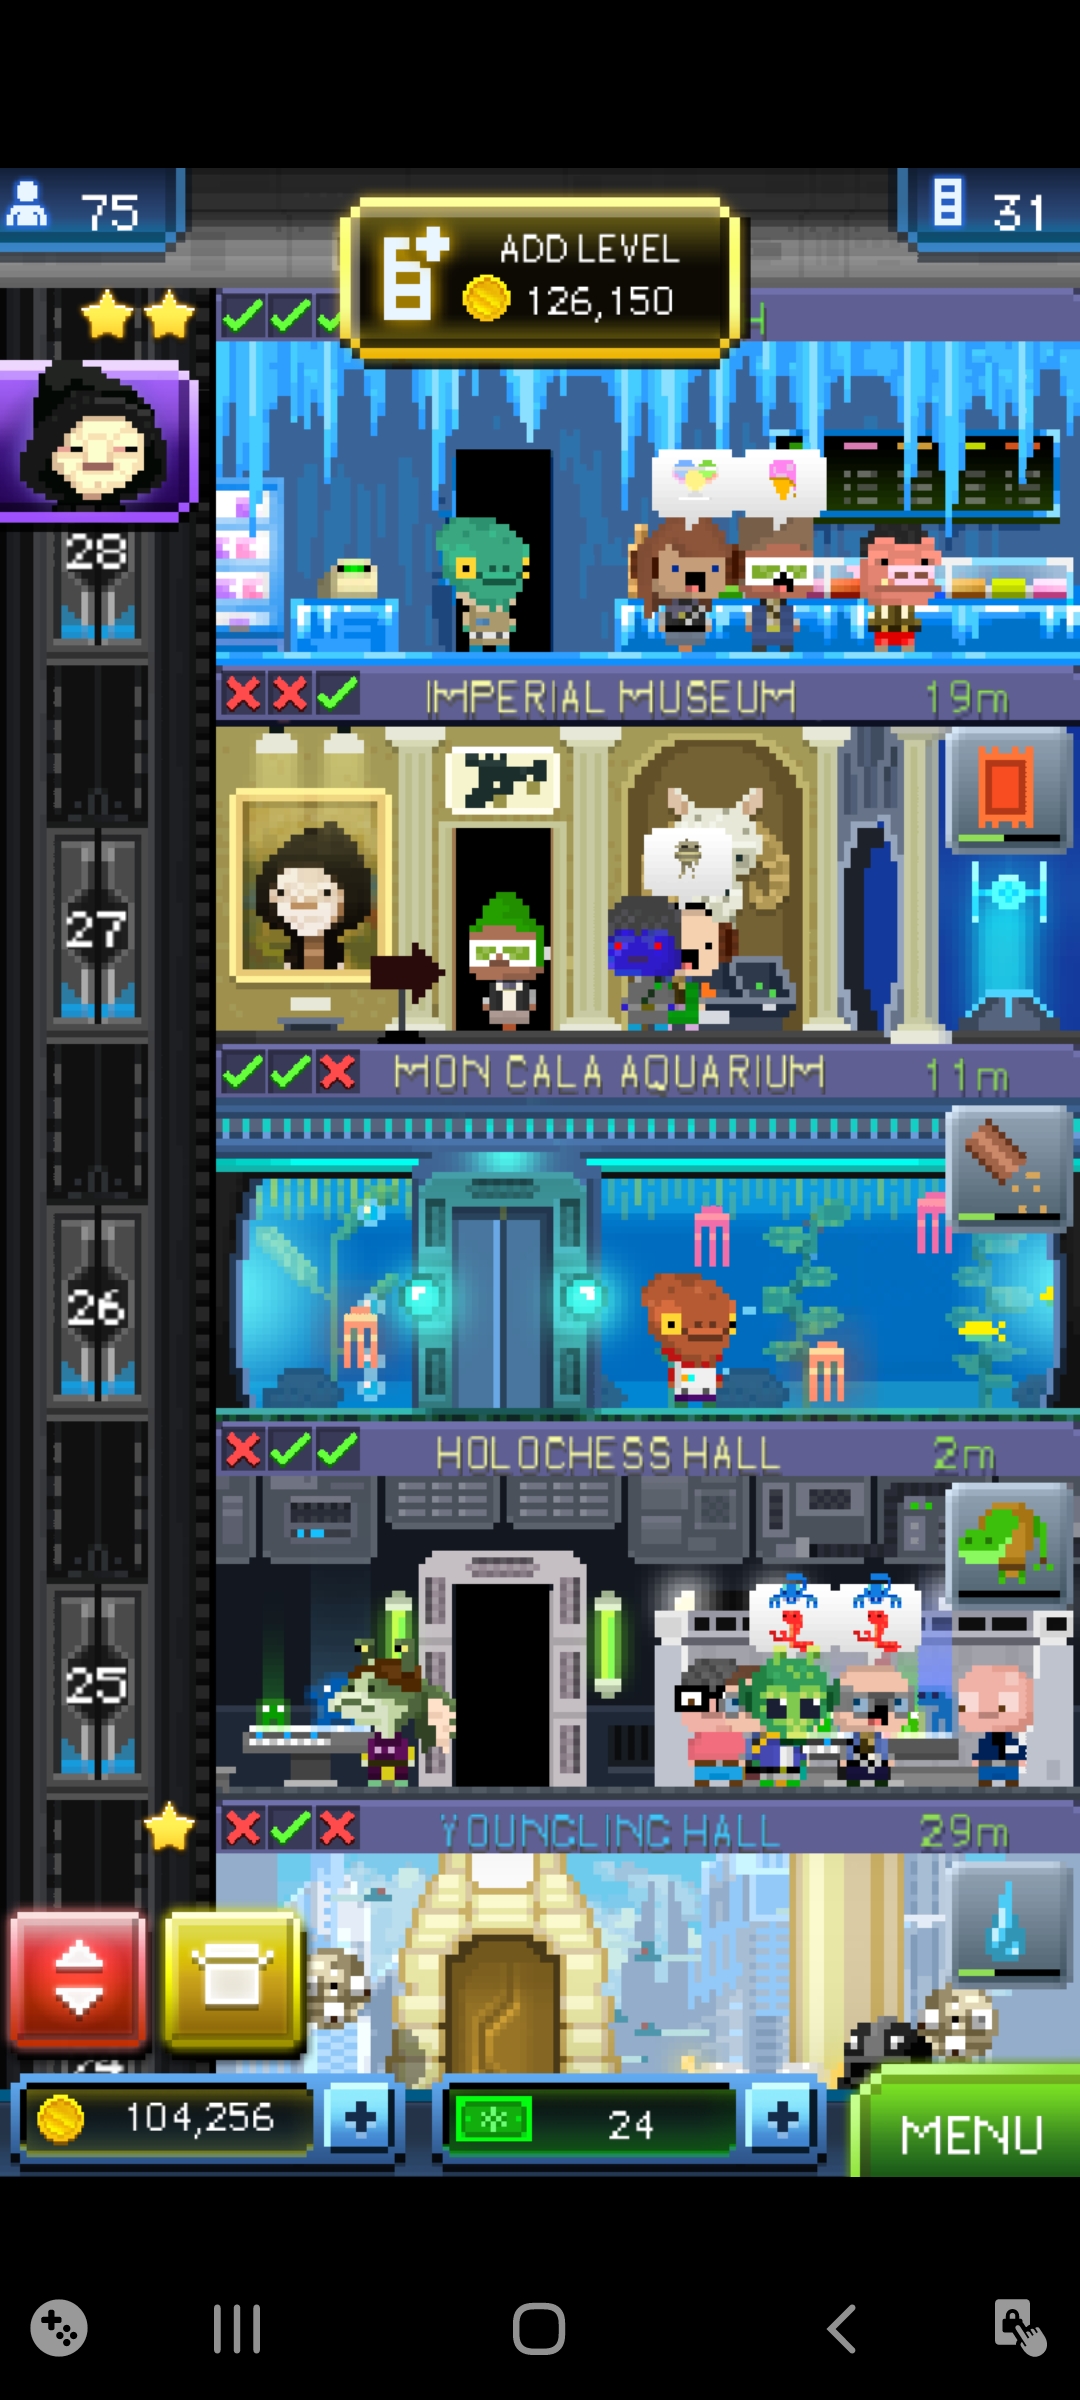 75
ADD LEVEL
126,150
31
H
28
IMPERIAL MUSEUM 19m
27
MON CALA AQUARIUM 11m
26
HOLOCHESS HALL 2m
25
YOUNGLING HALL 29m
104,256
24
MENU